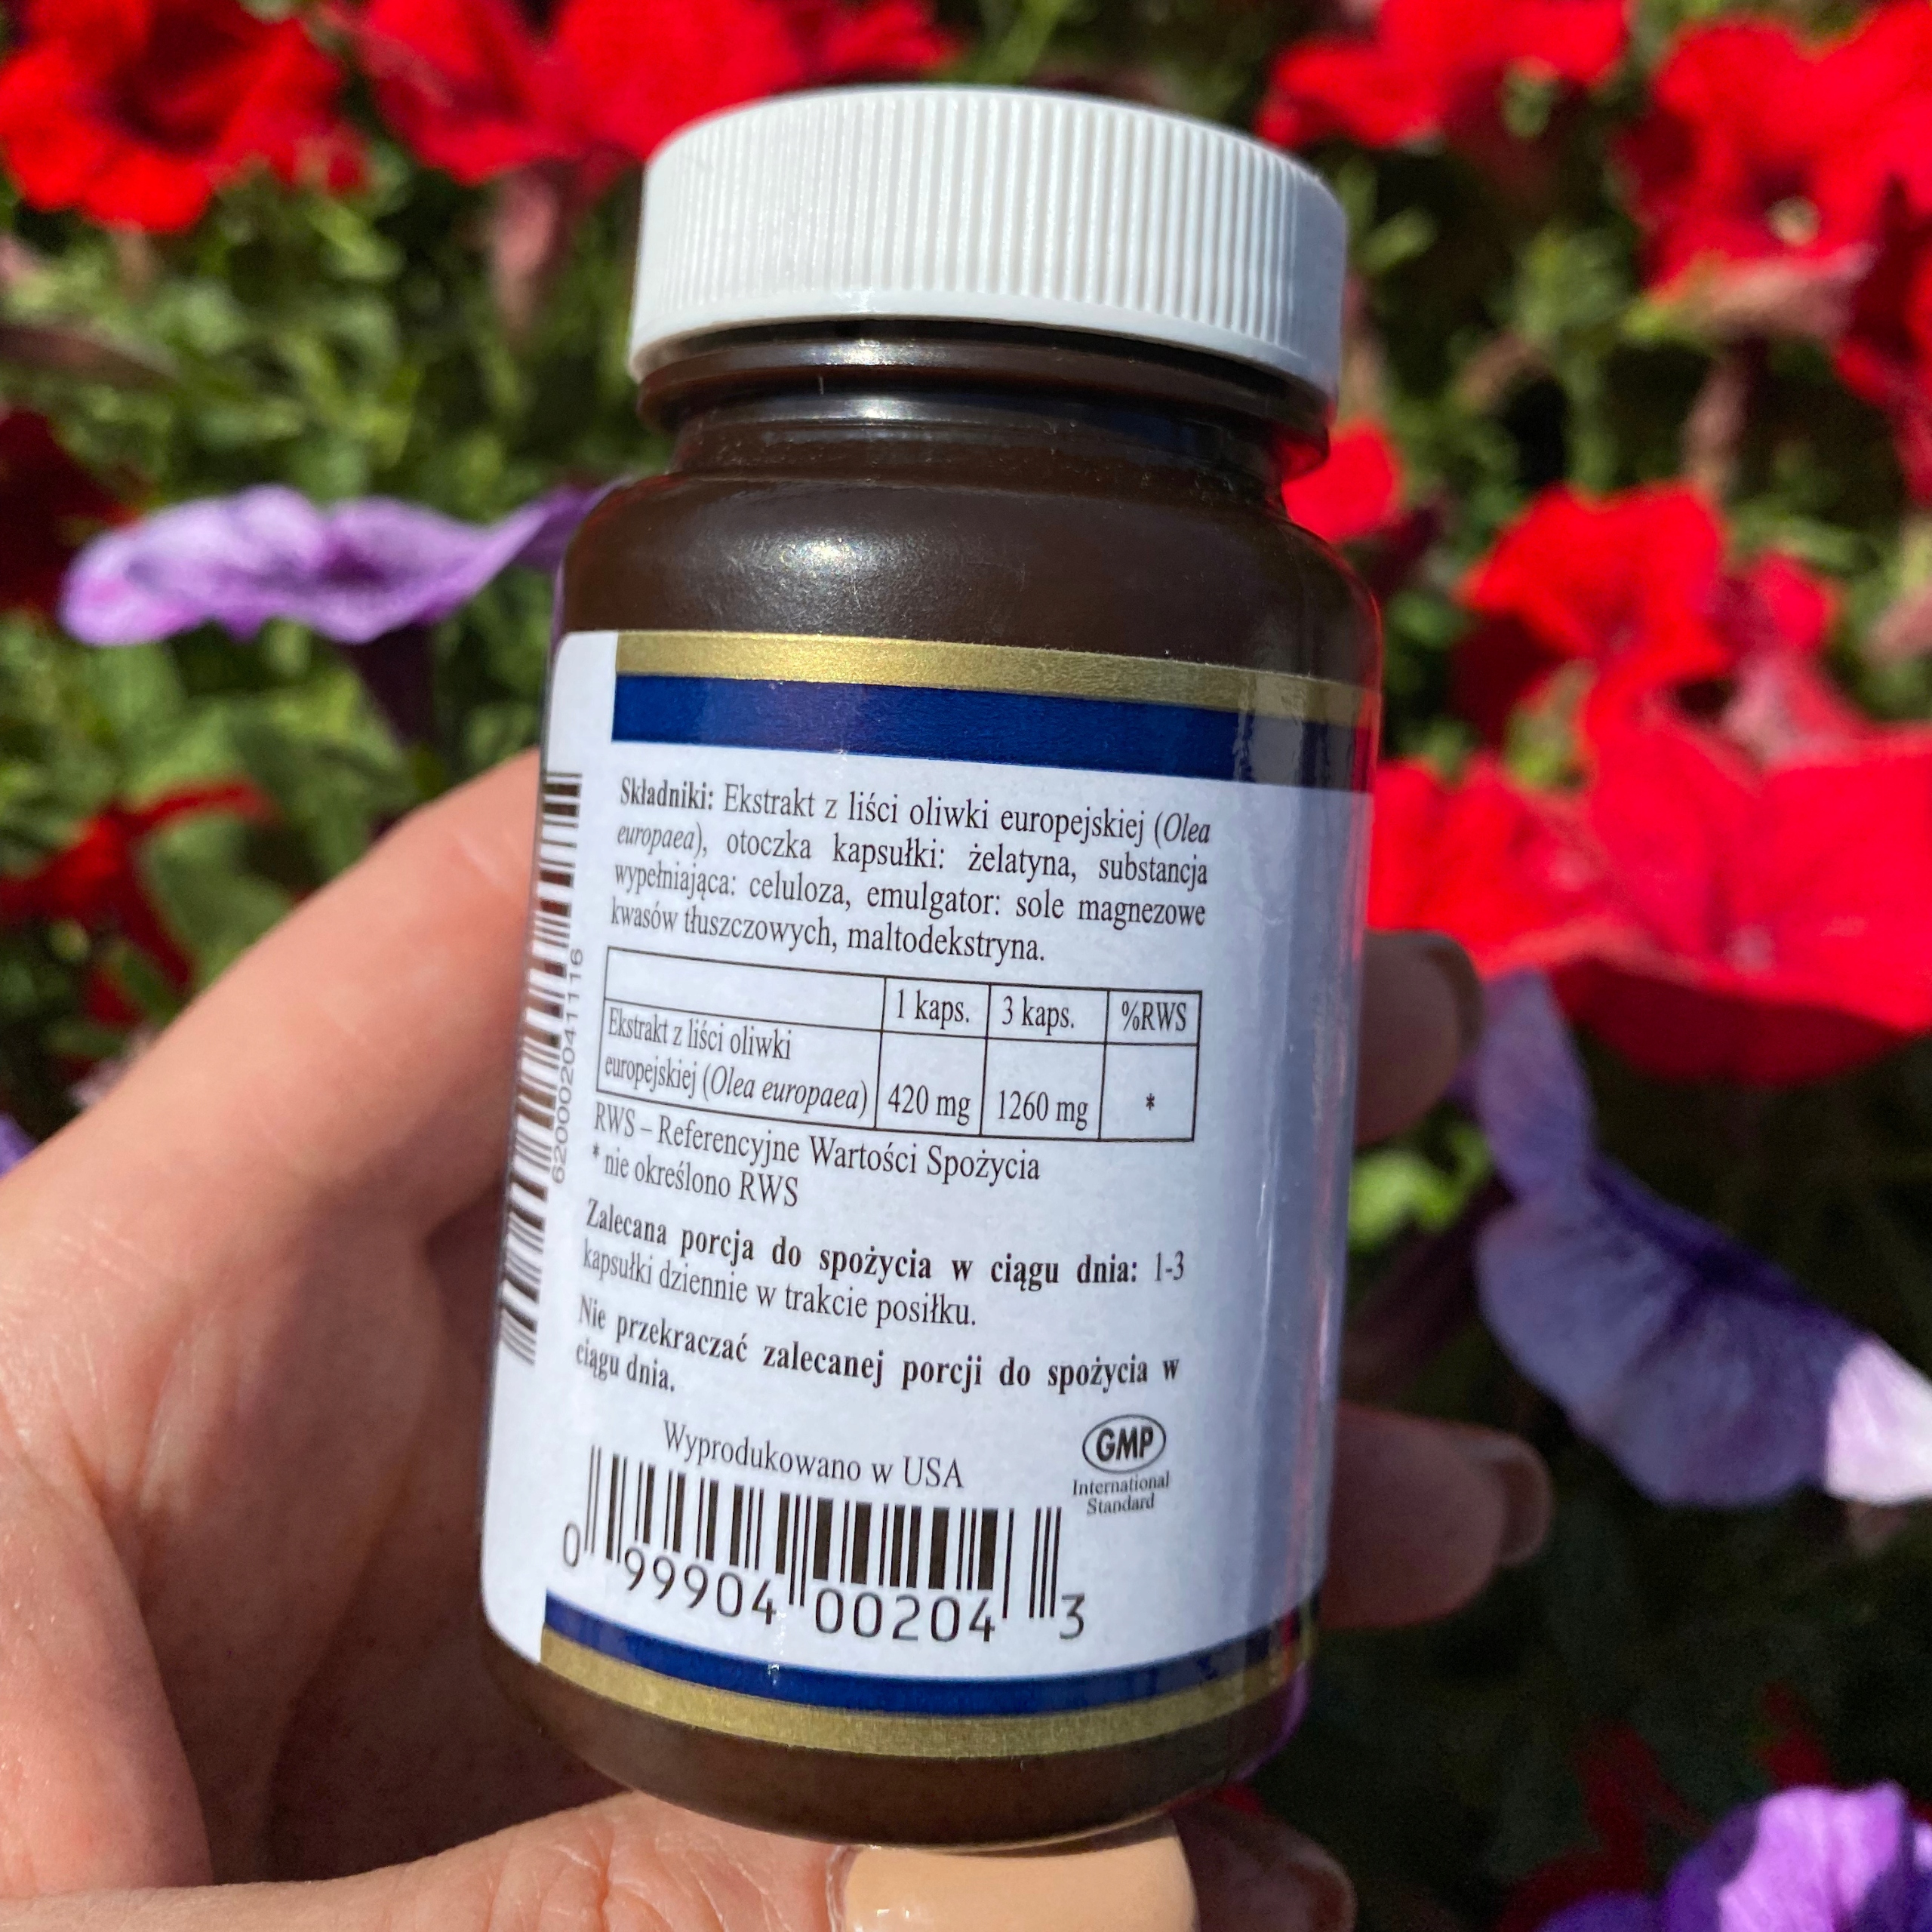 Składniki: Ekstrakt z liści oliwki europejskiej (Olea
europaea), otoczka kapsułki: żelatyna, substancja
wypełniająca: celuloza, emulgator: sole magnezowe
kwasów tłuszczowych, maltodekstryna.
1 kaps. 3 kaps. %RWS
Ekstrakt z liści oliwki
europejskiej (Olea europaea) 420 mg 1260 mg *
RWS – Referencyjne Wartości Spożycia
* nie określono RWS
Zalecana porcja do spożycia w ciągu dnia: 1-3
kapsułki dziennie w trakcie posiłku.
Nie przekraczać zalecanej porcji do spożycia w
ciągu dnia.
Wyprodukowano w USA
GMP
International
Standard
0 99904 00204 3
620002041116